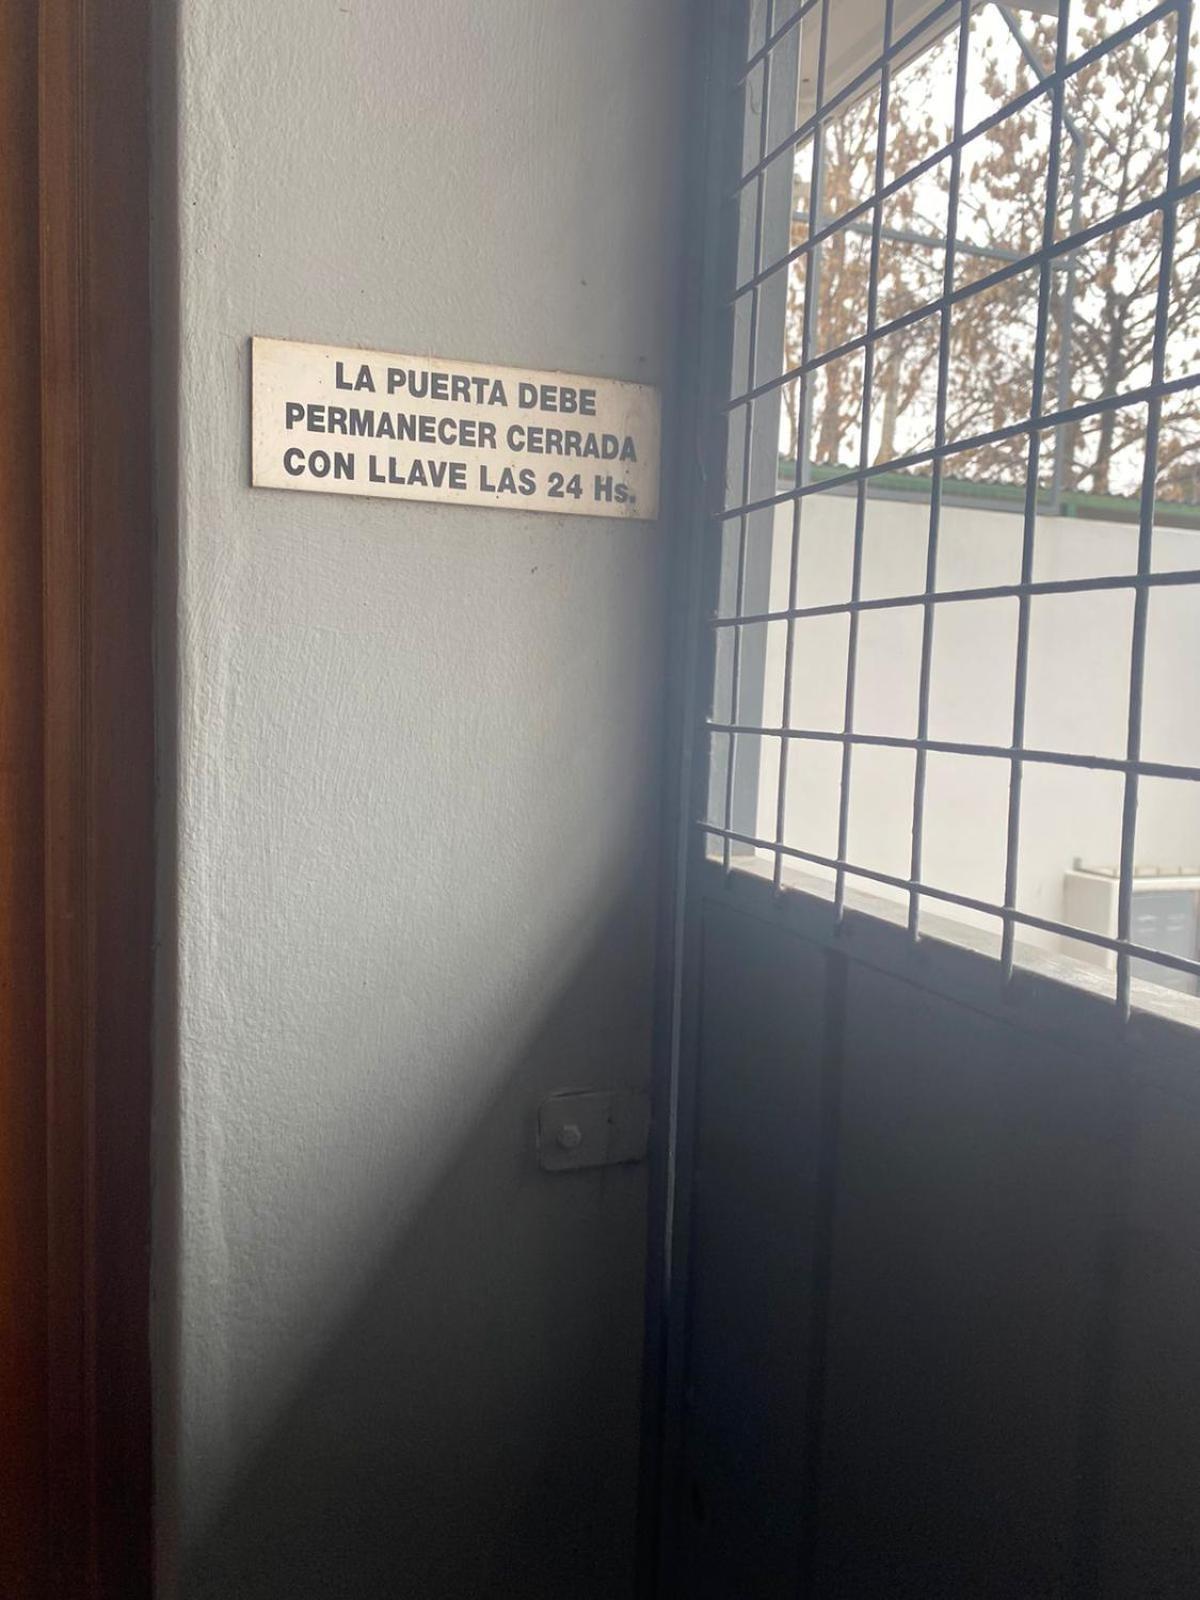 LA PUERTA DEBE
PERMANECER CERRADA
CON LLAVE LAS 24 Hs.